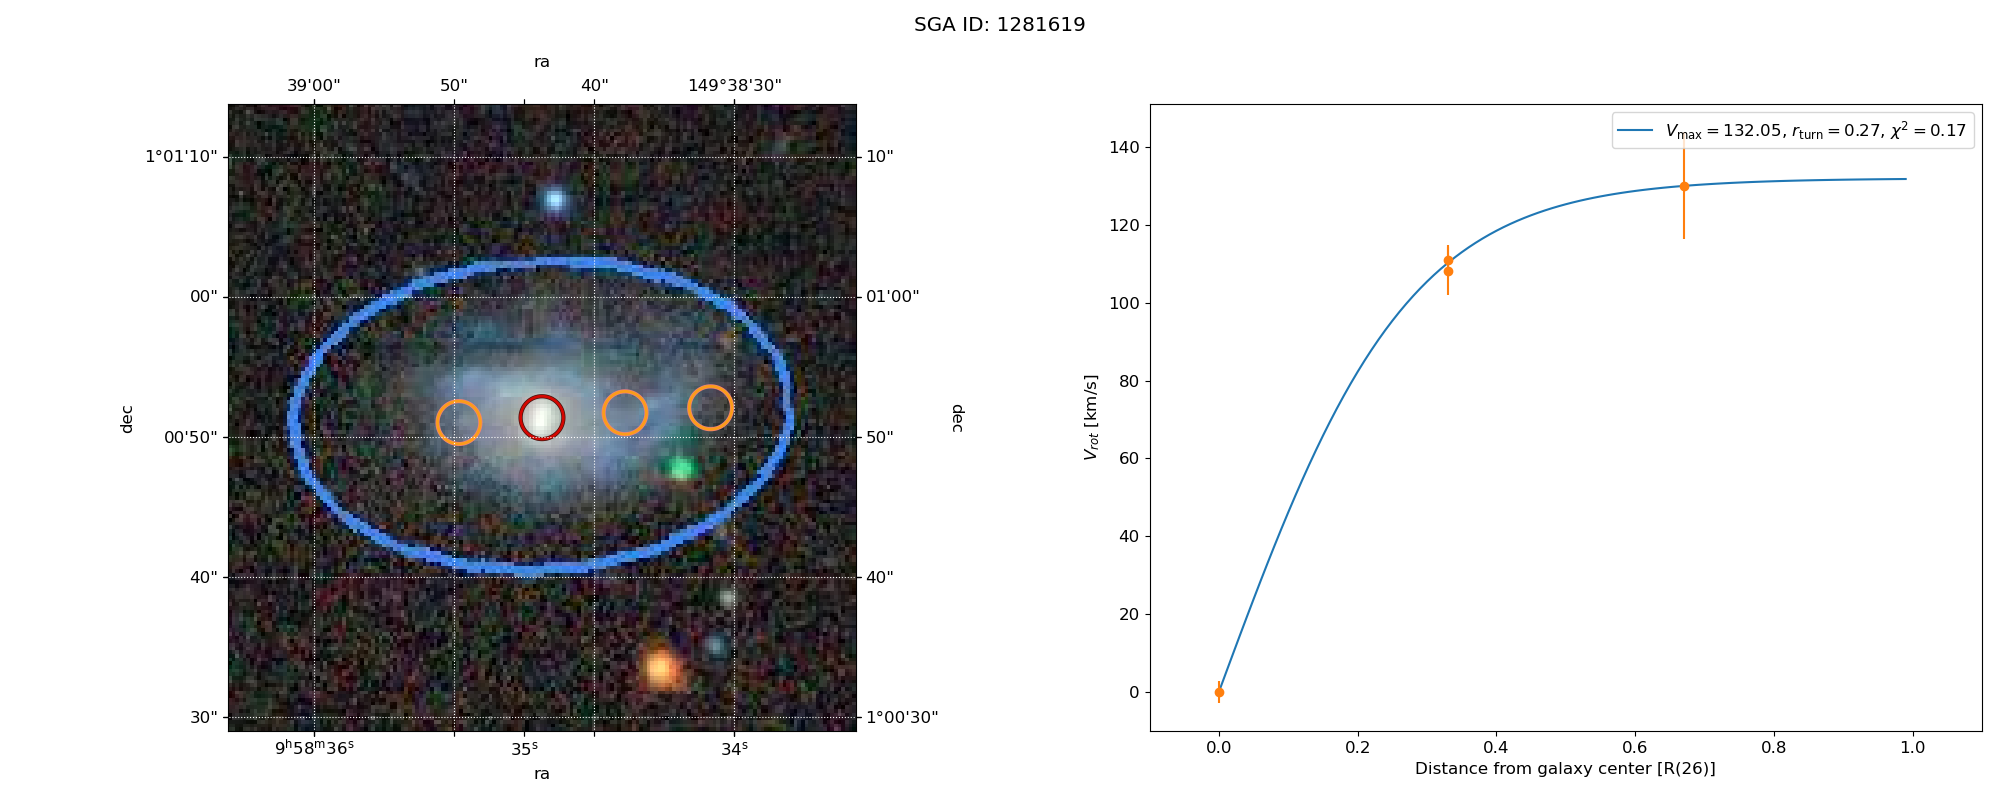 SGA ID: 1281619
ra
39'00" 50" 40" 149°38'30"
1°01'10"
00"
00'50"
40"
30"
dec
10"
01'00"
50"
40"
1°00'30"
dec
9ʰ58ᵐ36ˢ 35ˢ 34ˢ
ra
Vmax = 132.05, rturn = 0.27, χ² = 0.17
140
120
100
80
60
40
20
0
Vrot [km/s]
0.0 0.2 0.4 0.6 0.8 1.0
Distance from galaxy center [R(26)]